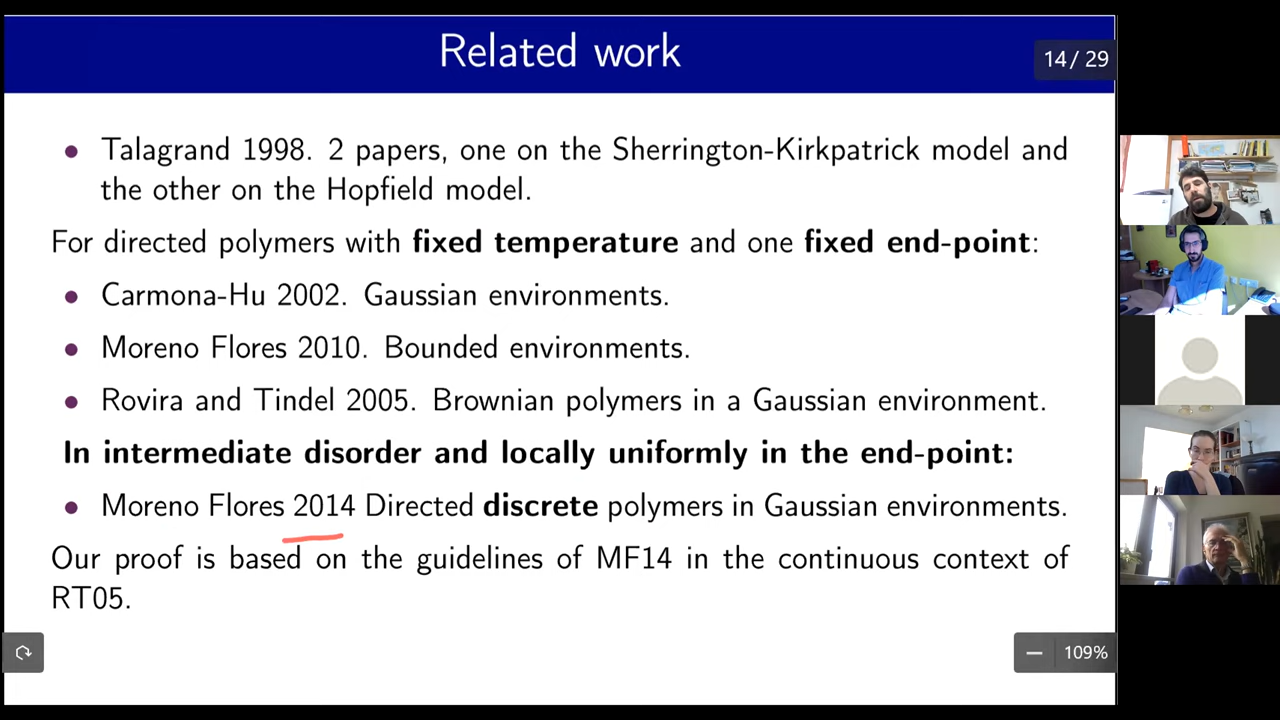 Related work
14 / 29
• Talagrand 1998. 2 papers, one on the Sherrington-Kirkpatrick model and
the other on the Hopfield model.
For directed polymers with fixed temperature and one fixed end-point:
• Carmona-Hu 2002. Gaussian environments.
• Moreno Flores 2010. Bounded environments.
• Rovira and Tindel 2005. Brownian polymers in a Gaussian environment.
In intermediate disorder and locally uniformly in the end-point:
• Moreno Flores 2014 Directed discrete polymers in Gaussian environments.
Our proof is based on the guidelines of MF14 in the continuous context of
RT05.
109%